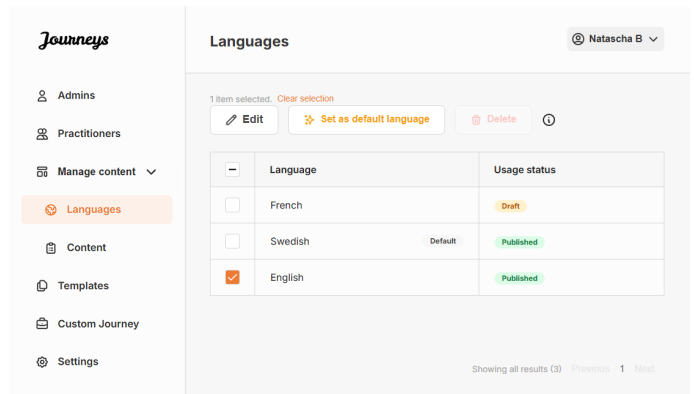 Journeys
Languages
Natascha B
Admins
Practitioners
Manage content
Languages
Content
Templates
Custom Journey
Settings
1 item selected. Clear selection
Edit
Set as default language
Delete
Language Usage status
French Draft
Swedish Default Published
English Published
Showing all results (3) Previous 1 Next